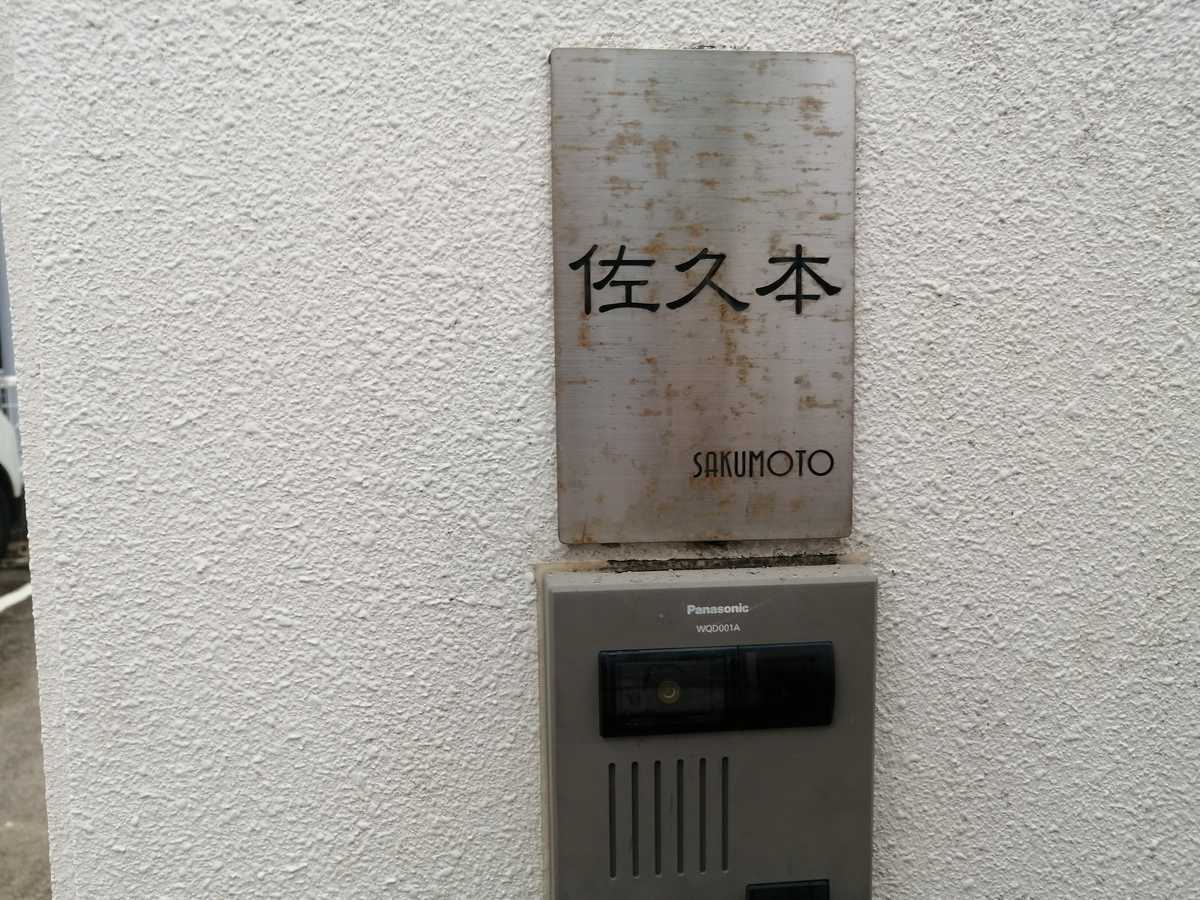 佐久本
SAKUMOTO
Panasonic
WQD001A